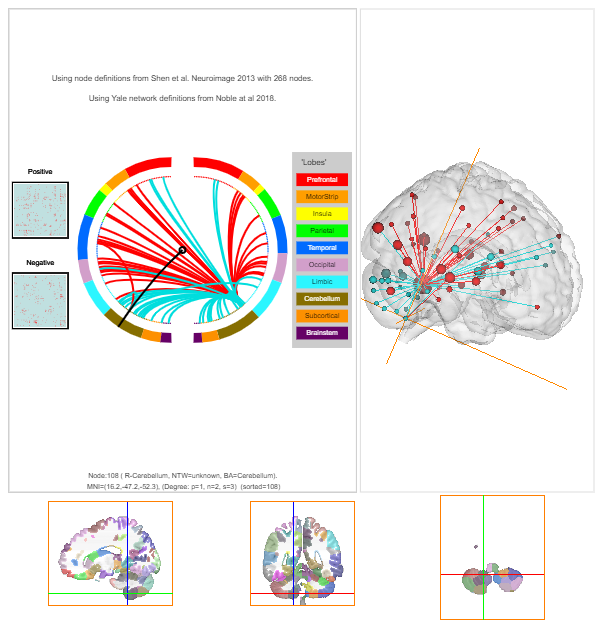 Using node definitions from Shen et al. Neuroimage 2013 with 268 nodes.
Using Yale network definitions from Noble at al 2018.
'Lobes'
Positive
Prefrontal
MotorStrip
Insula
Parietal
Temporal
Negative
Occipital
Limbic
Cerebellum
Subcortical
Brainstem
Node:108 ( R-Cerebellum, NTW=unknown, BA=Cerebellum).
MNI=(16.2,-47.2,-52.3), (Degree: p=1, n=2, s=3) (sorted=108)